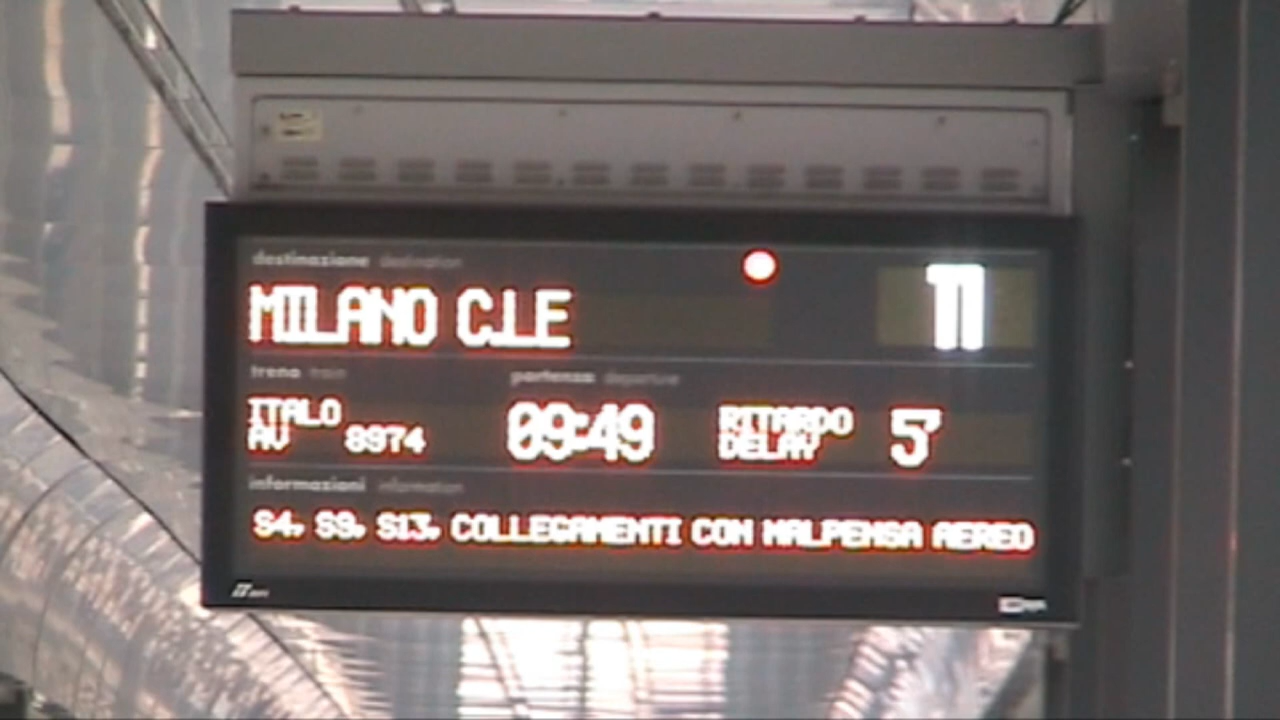 destinazione destination
MILANO C.LE
11
treno train
partenza departure
ITALO
AV 8974
09:49
RITARDO
DELAY
5'
informazioni information
S4, S9, S13, COLLEGAMENTI CON MALPENSA AEREO